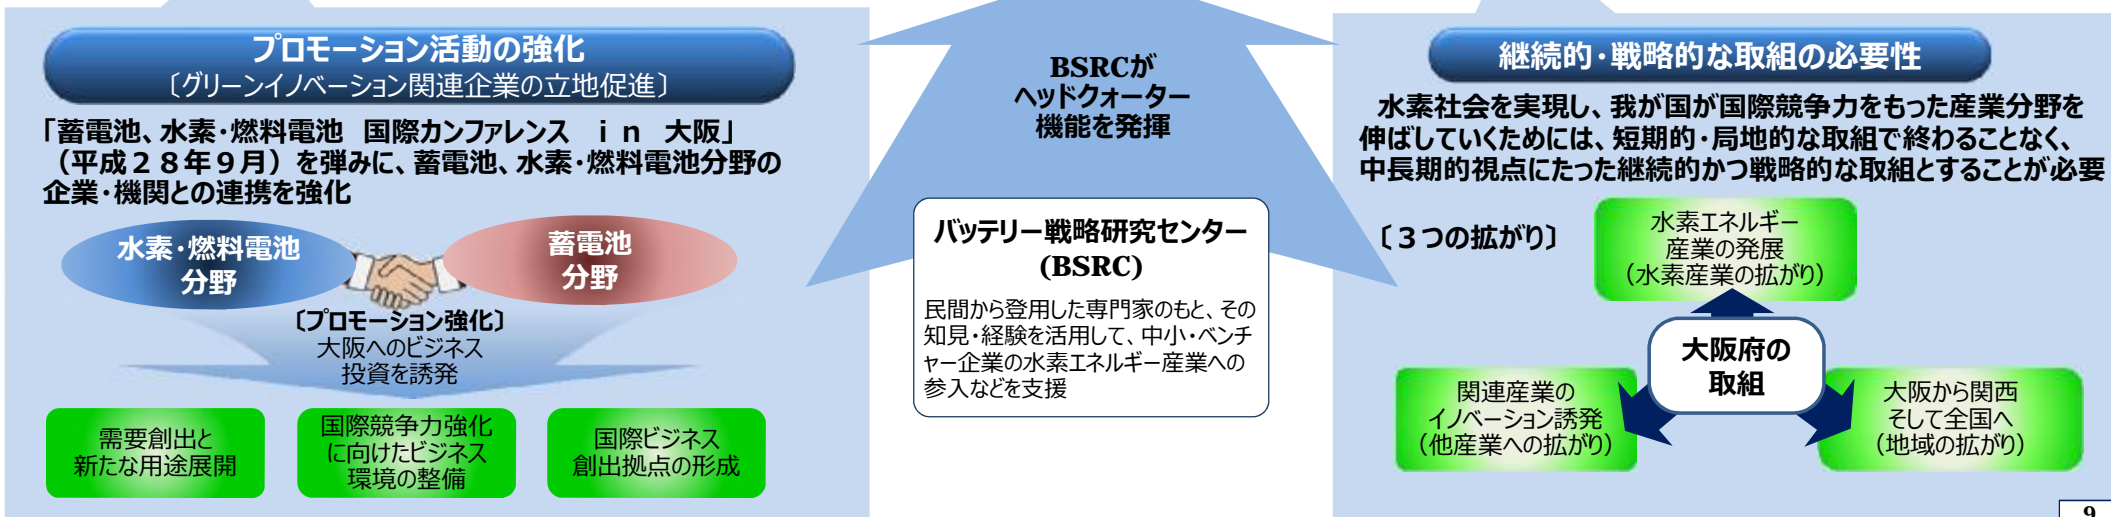 プロモーション活動の強化
〔グリーンイノベーション関連企業の立地促進〕
「蓄電池、水素・燃料電池　国際カンファレンス　ｉｎ　大阪」
（平成２８年９月）を弾みに、蓄電池、水素・燃料電池分野の
企業・機関との連携を強化
水素・燃料電池
分野
蓄電池
分野
〔プロモーション強化〕
大阪へのビジネス
投資を誘発
需要創出と
新たな用途展開
国際競争力強化
に向けたビジネス
環境の整備
国際ビジネス
創出拠点の形成
BSRCが
ヘッドクォーター
機能を発揮
バッテリー戦略研究センター
(BSRC)
民間から登用した専門家のもと、その
知見・経験を活用して、中小・ベンチ
ャー企業の水素エネルギー産業への
参入などを支援
継続的・戦略的な取組の必要性
水素社会を実現し、我が国が国際競争力をもった産業分野を
伸ばしていくためには、短期的・局地的な取組で終わることなく、
中長期的視点にたった継続的かつ戦略的な取組とすることが必要
〔３つの拡がり〕
水素エネルギー
産業の発展
（水素産業の拡がり）
大阪府の
取組
関連産業の
イノベーション誘発
（他産業への拡がり）
大阪から関西
そして全国へ
（地域の拡がり）
9